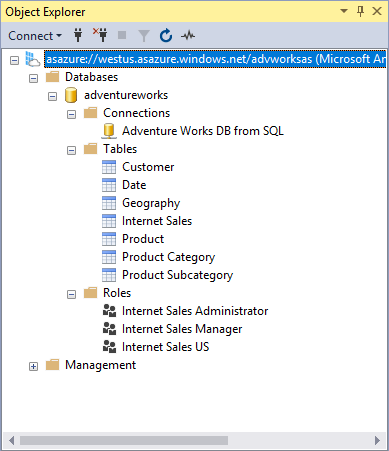 Object Explorer
Connect
asazure://westus.asazure.windows.net/advworksas (Microsoft An
Databases
adventureworks
Connections
Adventure Works DB from SQL
Tables
Customer
Date
Geography
Internet Sales
Product
Product Category
Product Subcategory
Roles
Internet Sales Administrator
Internet Sales Manager
Internet Sales US
Management